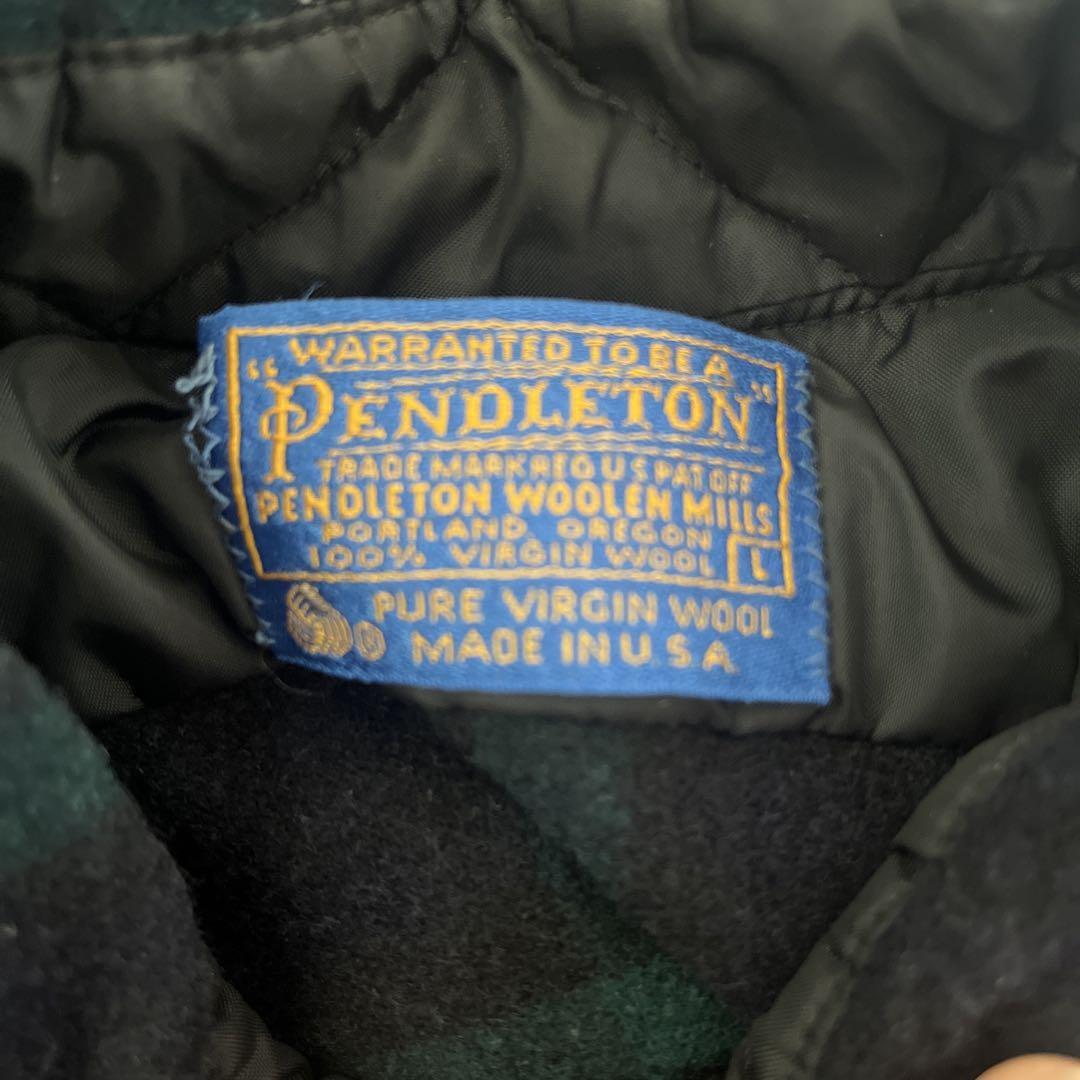 "WARRANTED TO BE A
PENDLETON"
TRADE MARK REG U S PAT. OFF
PENDLETON WOOLEN MILLS
PORTLAND, OREGON
100% VIRGIN WOOL L
PURE VIRGIN WOOL
MADE IN U S A